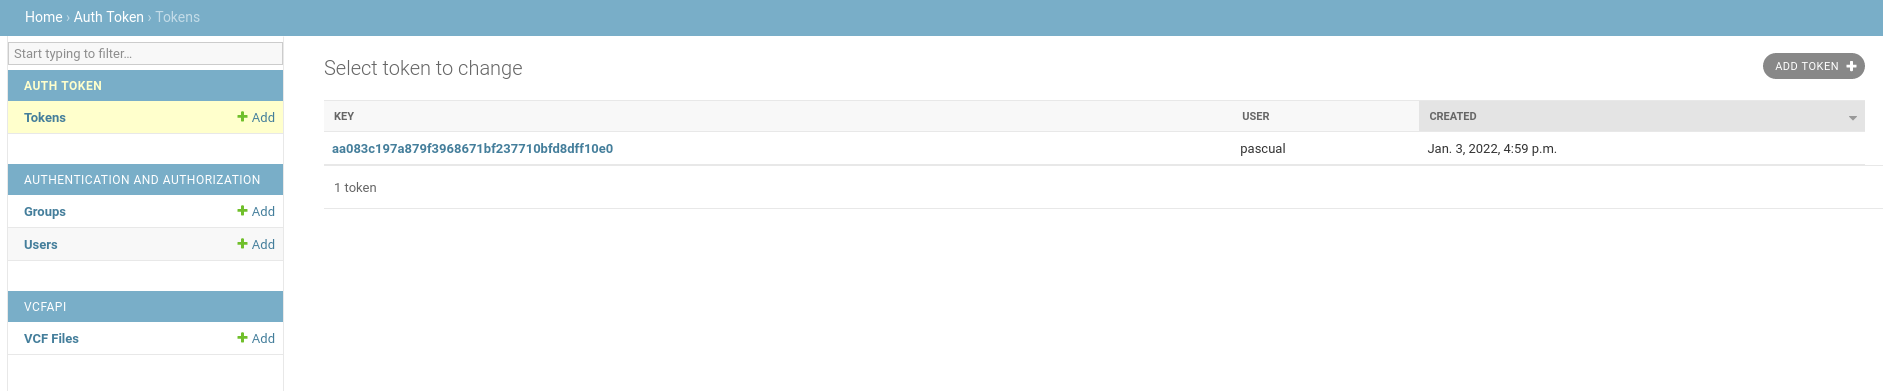 Home › Auth Token › Tokens
Start typing to filter...
AUTH TOKEN
Tokens
Add
AUTHENTICATION AND AUTHORIZATION
Groups
Add
Users
Add
VCFAPI
VCF Files
Add
Select token to change
ADD TOKEN
KEY USER CREATED
aa083c197a879f3968671bf237710bfd8dff10e0 pascual Jan. 3, 2022, 4:59 p.m.
1 token